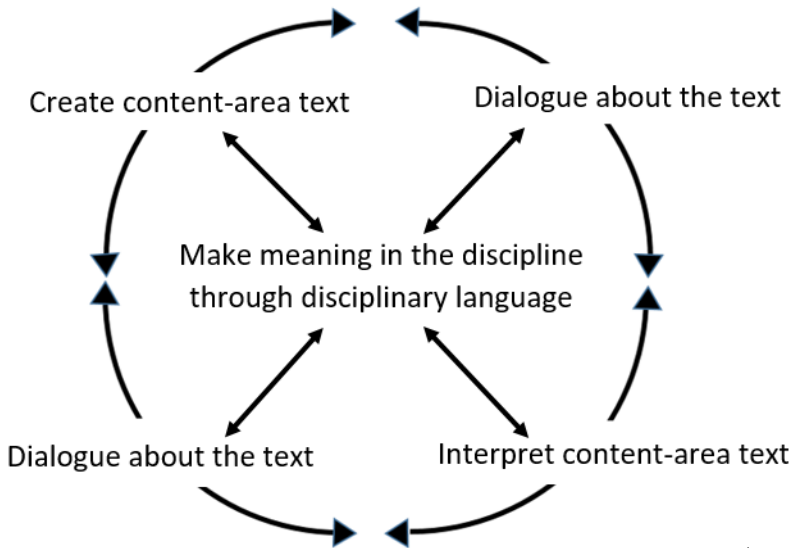 Create content-area text
Dialogue about the text
Make meaning in the discipline
through disciplinary language
Dialogue about the text
Interpret content-area text